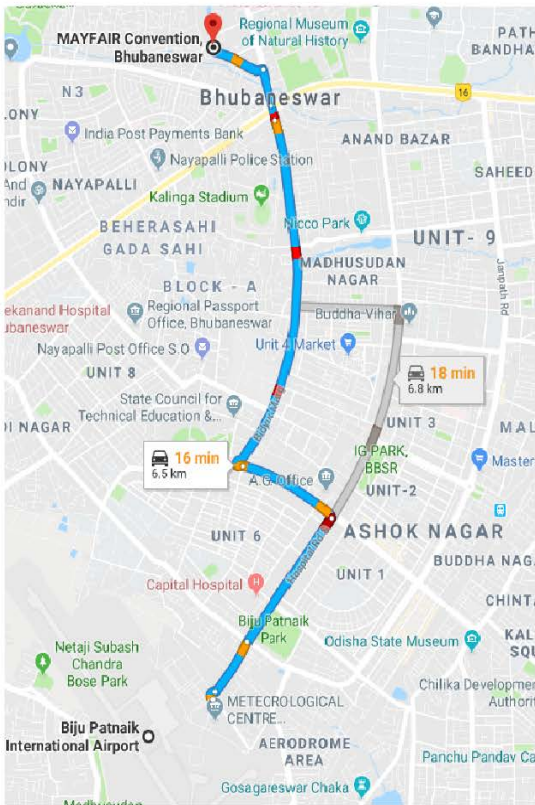 MAYFAIR Convention,
Bhubaneswar
Regional Museum
of Natural History
PATH
BANDHA
N3
16
Bhubaneswar
OLONY
India Post Payments Bank
ANAND BAZAR
Nayapalli Police Station
OLONY
And
ndir
NAYAPALLI
SAHEED
Kalinga Stadium
BEHERASAHI
GADA SAHI
Nicco Park
UNIT- 9
MADHUSUDAN
NAGAR
BLOCK - A
Janpath Rd
ekanand Hospital
ubaneswar
Regional Passport
Office, Bhubaneswar
Buddha-Vihar
Unit 4 Market
Nayapalli Post Office S.O
UNIT 8
18 min
6.8 km
State Council for
Technical Education &...
UNIT 3
DI NAGAR
MAL
IG PARK,
BBSR
Master
16 min
6.5 km
A.G. Office
UNIT-2
UNIT 6
ASHOK NAGAR
BUDDHA NAG
UNIT 1
Capital Hospital
CHINT
Biju Patnaik
Park
KAL
SQU
Odisha State Museum
Netaji Subash
Chandra
Bose Park
Chilika Developme
Authorit
METECROLOGICAL
CENTRE...
Biju Patnaik
International Airport
AERODROME
AREA
Panchu Pandav Ca
Gosagareswar Chaka